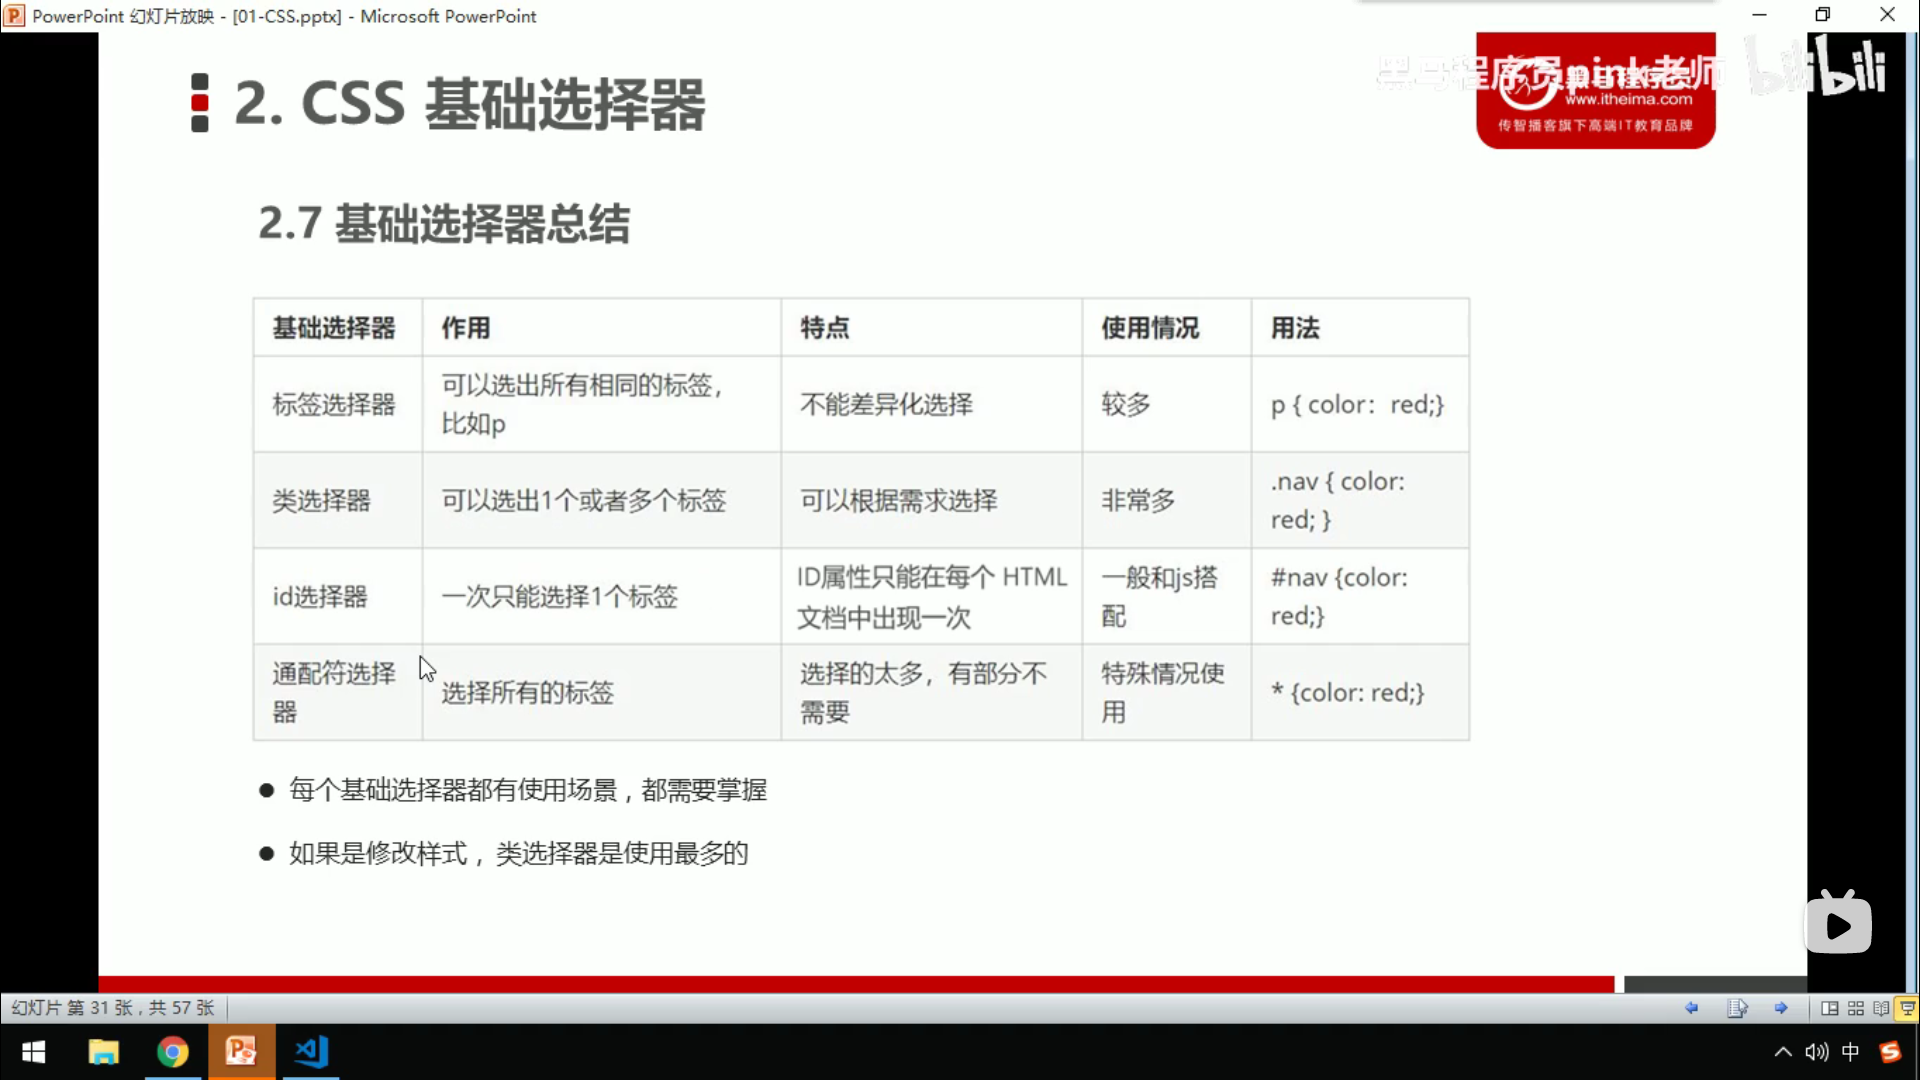 PowerPoint 幻灯片放映 - [01-CSS.pptx] - Microsoft PowerPoint
黑马程序员pink老师
bilibili
www.itheima.com
传智播客旗下高端IT教育品牌
2. CSS 基础选择器
2.7 基础选择器总结
基础选择器 作用 特点 使用情况 用法
标签选择器 可以选出所有相同的标签，比如p 不能差异化选择 较多 p { color：red;}
类选择器 可以选出1个或者多个标签 可以根据需求选择 非常多 .nav { color: red; }
id选择器 一次只能选择1个标签 ID属性只能在每个 HTML 文档中出现一次 一般和js搭配 #nav {color: red;}
通配符选择器 选择所有的标签 选择的太多，有部分不需要 特殊情况使用 * {color: red;}
● 每个基础选择器都有使用场景，都需要掌握
● 如果是修改样式，类选择器是使用最多的
幻灯片 第 31 张，共 57 张
中